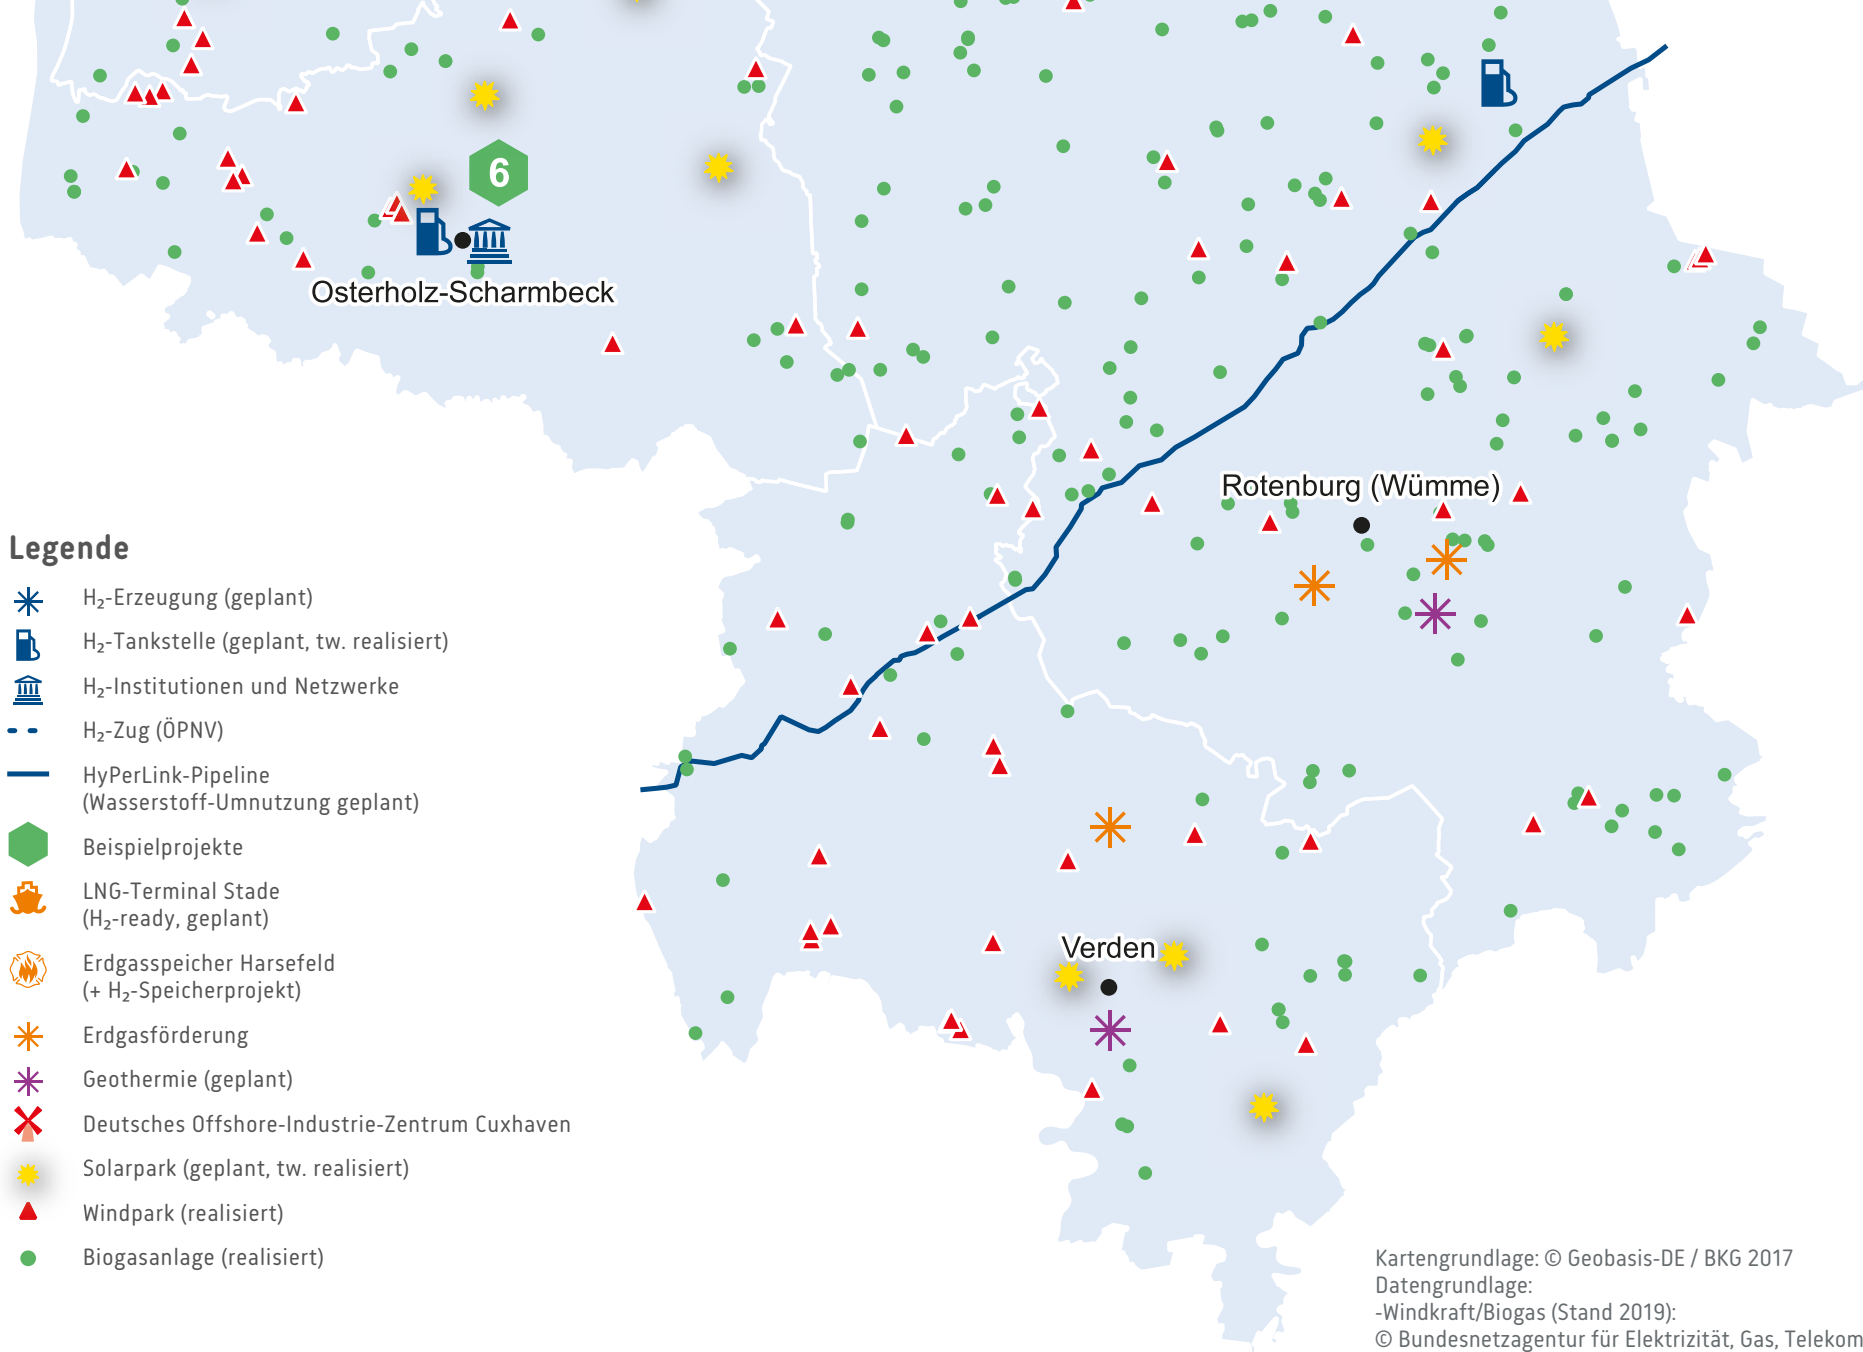 6
Osterholz-Scharmbeck
Rotenburg (Wümme)
Verden
Legende
H₂-Erzeugung (geplant)
H₂-Tankstelle (geplant, tw. realisiert)
H₂-Institutionen und Netzwerke
H₂-Zug (ÖPNV)
HyPerLink-Pipeline
(Wasserstoff-Umnutzung geplant)
Beispielprojekte
LNG-Terminal Stade
(H₂-ready, geplant)
Erdgasspeicher Harsefeld
(+ H₂-Speicherprojekt)
Erdgasförderung
Geothermie (geplant)
Deutsches Offshore-Industrie-Zentrum Cuxhaven
Solarpark (geplant, tw. realisiert)
Windpark (realisiert)
Biogasanlage (realisiert)
Kartengrundlage: © Geobasis-DE / BKG 2017
Datengrundlage:
-Windkraft/Biogas (Stand 2019):
© Bundesnetzagentur für Elektrizität, Gas, Telekom